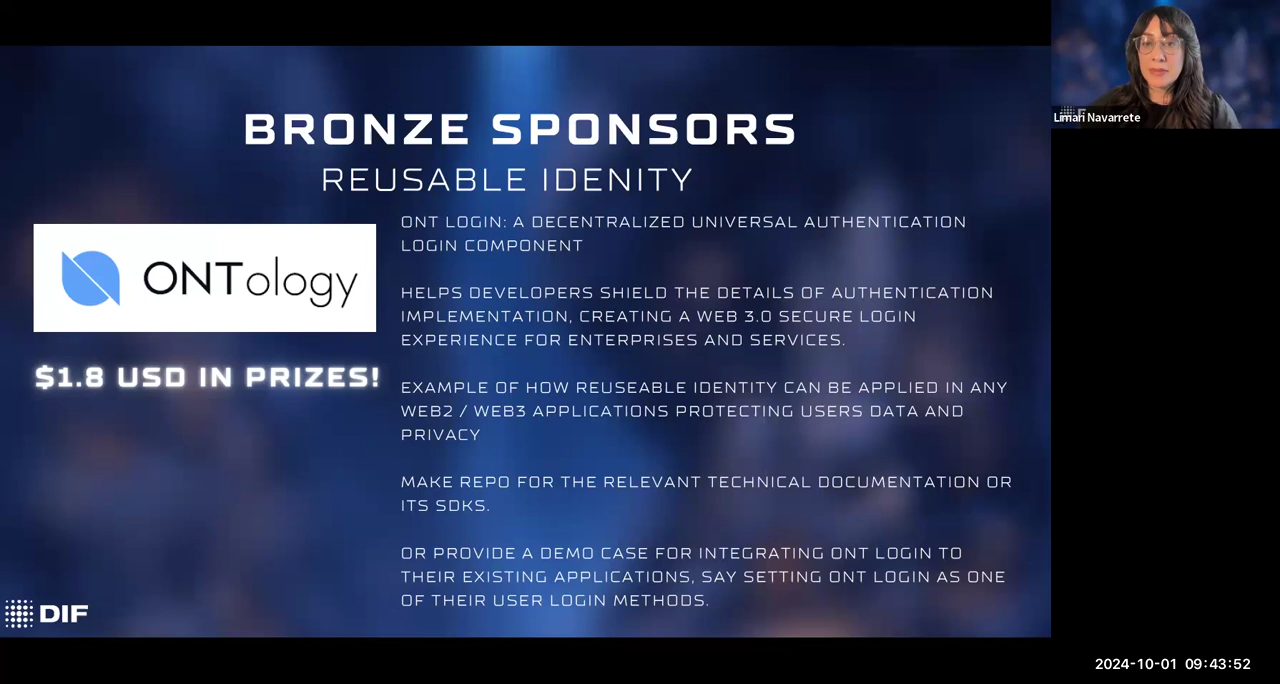 BRONZE SPONSORS
REUSABLE IDENITY
ONTology
$1.8 USD IN PRIZES!
ONT LOGIN: A DECENTRALIZED UNIVERSAL AUTHENTICATION
LOGIN COMPONENT
HELPS DEVELOPERS SHIELD THE DETAILS OF AUTHENTICATION
IMPLEMENTATION, CREATING A WEB 3.0 SECURE LOGIN
EXPERIENCE FOR ENTERPRISES AND SERVICES.
EXAMPLE OF HOW REUSEABLE IDENTITY CAN BE APPLIED IN ANY
WEB2 / WEB3 APPLICATIONS PROTECTING USERS DATA AND
PRIVACY
MAKE REPO FOR THE RELEVANT TECHNICAL DOCUMENTATION OR
ITS SDKS.
OR PROVIDE A DEMO CASE FOR INTEGRATING ONT LOGIN TO
THEIR EXISTING APPLICATIONS, SAY SETTING ONT LOGIN AS ONE
OF THEIR USER LOGIN METHODS.
DIF
Limari Navarrete
2024-10-01 09:43:52